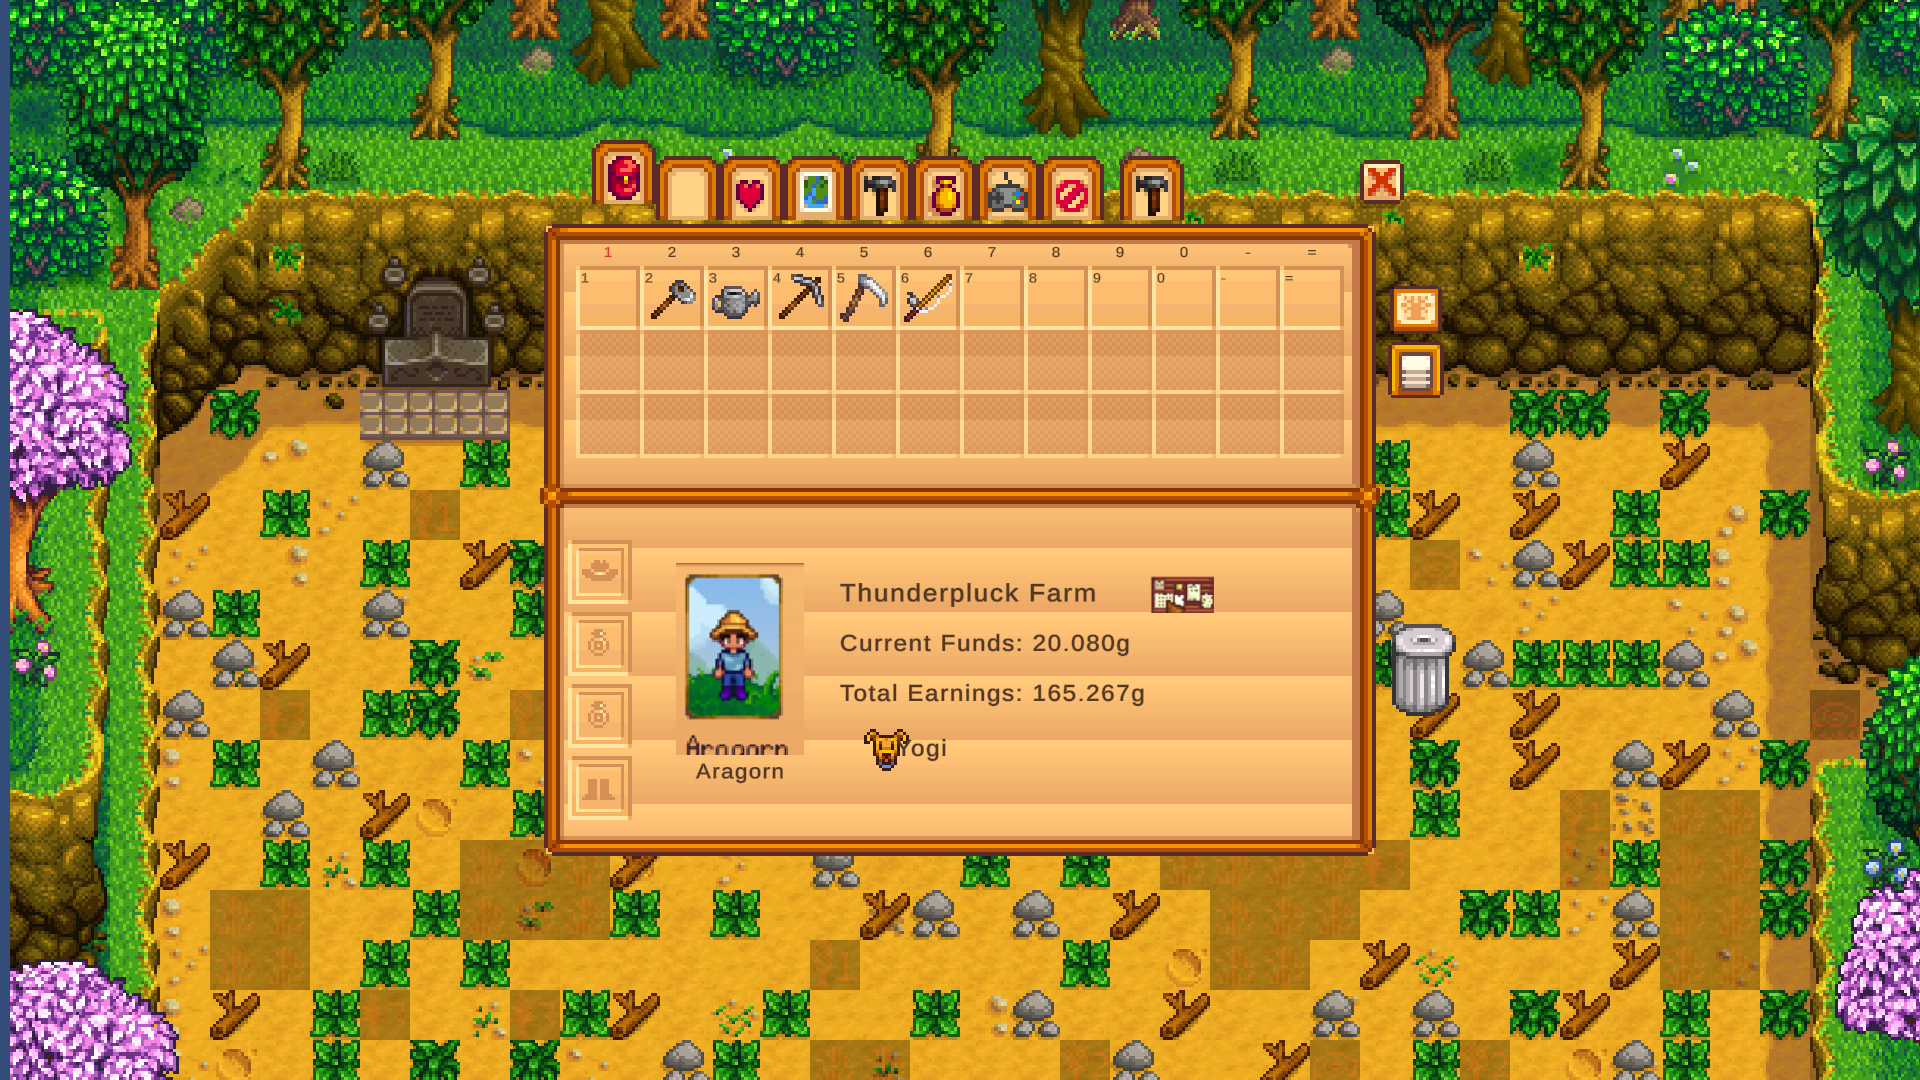 1 2 3 4 5 6 7 8 9 0 - =
1 2 3 4 5 6 7 8 9 0 - =
Thunderpluck Farm
Current Funds: 20.080g
Total Earnings: 165.267g
Yogi
Aragorn
Aragorn